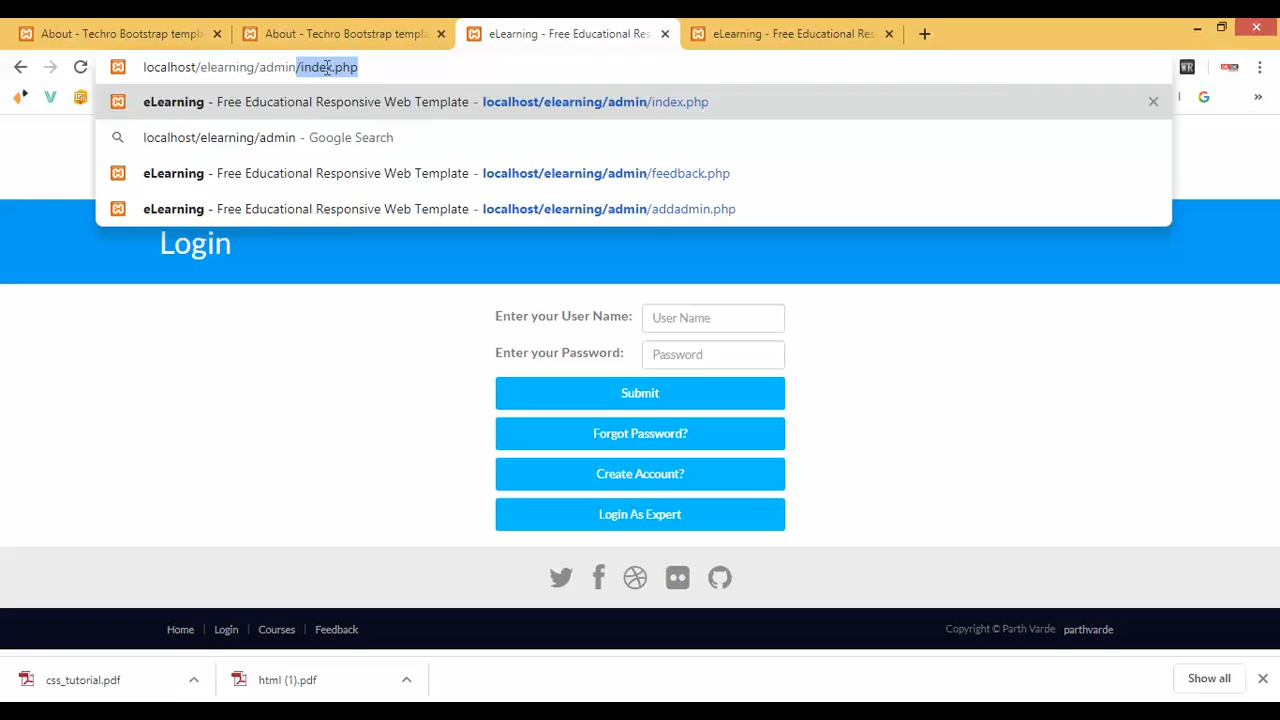 About - Techro Bootstrap templ
About - Techro Bootstrap templa
eLearning - Free Educational Res
eLearning - Free Educational Res
localhost/elearning/admin/index.php
eLearning - Free Educational Responsive Web Template - localhost/elearning/admin/index.php
localhost/elearning/admin - Google Search
eLearning - Free Educational Responsive Web Template - localhost/elearning/admin/feedback.php
eLearning - Free Educational Responsive Web Template - localhost/elearning/admin/addadmin.php
Login
Enter your User Name: User Name
Enter your Password: Password
Submit
Forgot Password?
Create Account?
Login As Expert
Home | Login | Courses | Feedback
Copyright © Parth Varde parthvarde
css_tutorial.pdf
html (1).pdf
Show all